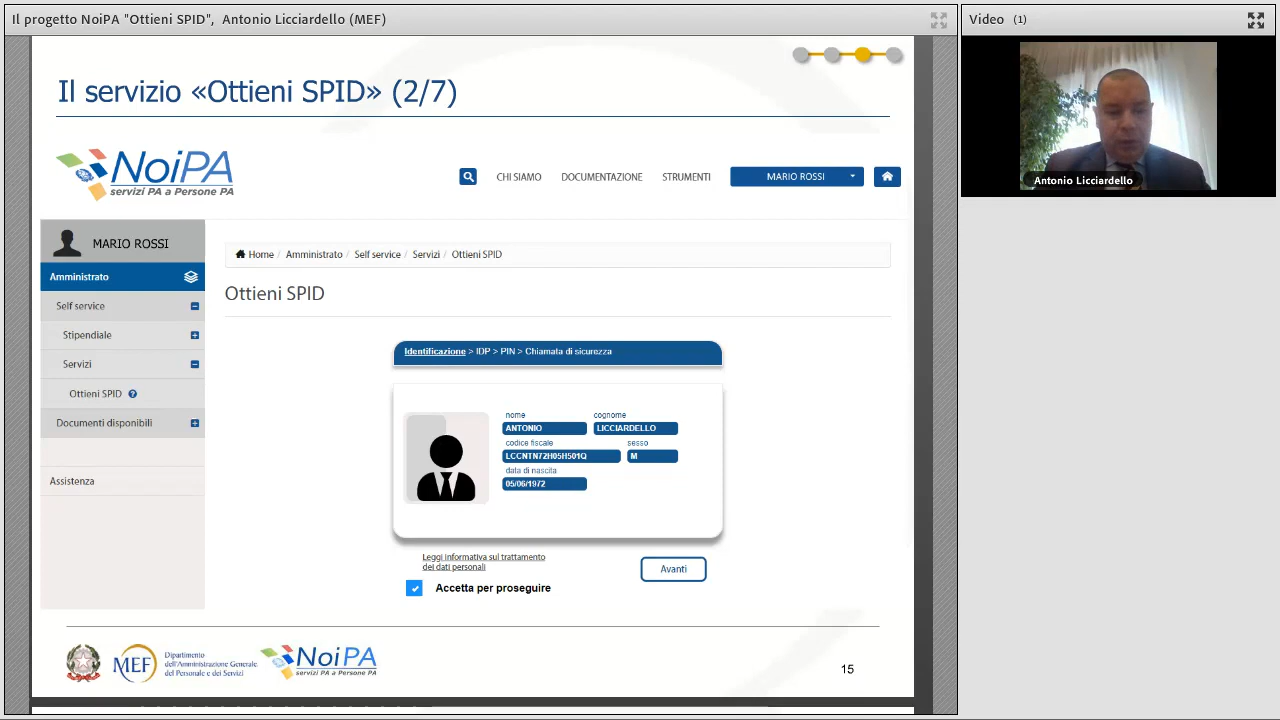 Il progetto NoiPA "Ottieni SPID", Antonio Licciardello (MEF)
Video (1)
Antonio Licciardello
Il servizio «Ottieni SPID» (2/7)
NoiPA
servizi PA a Persone PA
CHI SIAMO DOCUMENTAZIONE STRUMENTI MARIO ROSSI
MARIO ROSSI
Amministrato
Self service
Stipendiale
Servizi
Ottieni SPID ?
Documenti disponibili
Assistenza
Home / Amministrato / Self service / Servizi / Ottieni SPID
Ottieni SPID
Identificazione > IDP > PIN > Chiamata di sicurezza
nome cognome
ANTONIO LICCIARDELLO
codice fiscale sesso
LCCNTN72H05H501Q M
data di nascita
05/06/1972
Leggi informativa sul trattamento
dei dati personali
Avanti
Accetta per proseguire
MEF
Dipartimento
dell'Amministrazione Generale
del Personale e dei Servizi
NoiPA
servizi PA a Persone PA
15